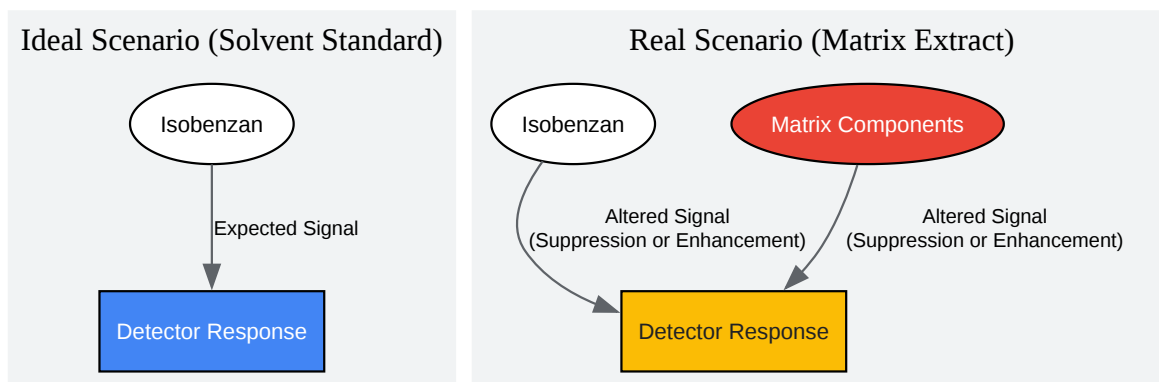 Ideal Scenario (Solvent Standard)
Isobenzan
Expected Signal
Detector Response
Real Scenario (Matrix Extract)
Isobenzan
Matrix Components
Altered Signal
(Suppression or Enhancement)
Altered Signal
(Suppression or Enhancement)
Detector Response